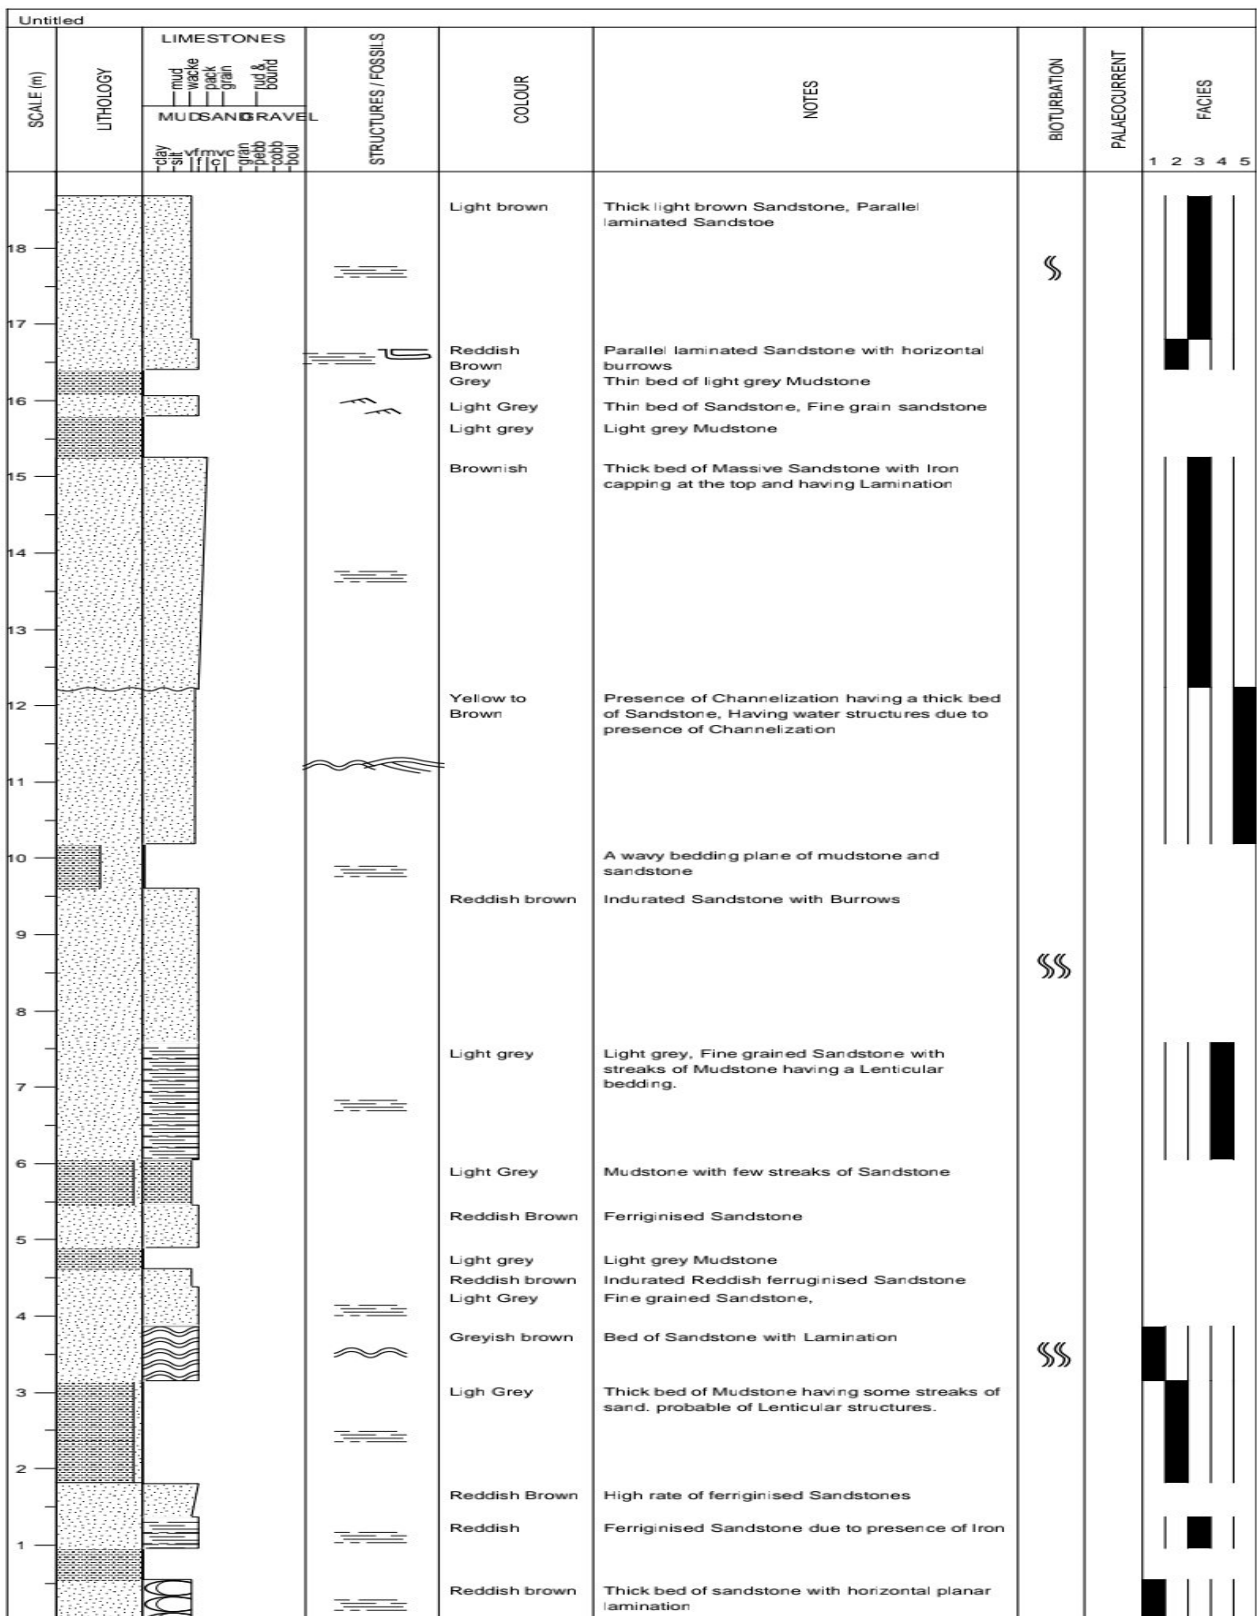 Untitled
SCALE (m)
LITHOLOGY
LIMESTONES
mud
wacke
pack
grain
rud &
bound
MUD SAND GRAVEL
clay
silt
vf
f
m
c
vc
gran
pebb
cobb
boul
STRUCTURES / FOSSILS
COLOUR
NOTES
BIOTURBATION
PALAEOCURRENT
FACIES
1 2 3 4 5
Light brown Thick light brown Sandstone, Parallel
laminated Sandstoe
18
17
Reddish Parallel laminated Sandstone with horizontal
Brown burrows
Grey Thin bed of light grey Mudstone
16
Light Grey Thin bed of Sandstone, Fine grain sandstone
Light grey Light grey Mudstone
Brownish Thick bed of Massive Sandstone with Iron
15 capping at the top and having Lamination
14
13
Yellow to Presence of Channelization having a thick bed
12 Brown of Sandstone, Having water structures due to
presence of Channelization
11
10 A wavy bedding plane of mudstone and
sandstone
Reddish brown Indurated Sandstone with Burrows
9
8
Light grey Light grey, Fine grained Sandstone with
streaks of Mudstone having a Lenticular
7 bedding.
6 Light Grey Mudstone with few streaks of Sandstone
Reddish Brown Ferriginised Sandstone
5
Light grey Light grey Mudstone
Reddish brown Indurated Reddish ferruginised Sandstone
Light Grey Fine grained Sandstone,
4
Greyish brown Bed of Sandstone with Lamination
3 Ligh Grey Thick bed of Mudstone having some streaks of
sand. probable of Lenticular structures.
2
Reddish Brown High rate of ferriginised Sandstones
Reddish Ferriginised Sandstone due to presence of Iron
1
Reddish brown Thick bed of sandstone with horizontal planar
lamination